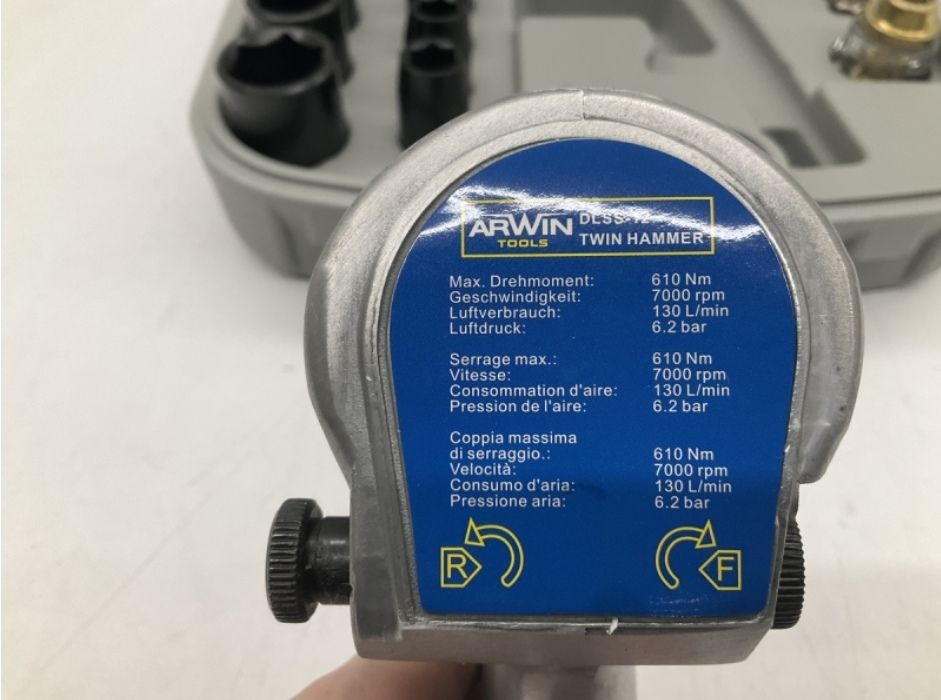 ARWIN
TOOLS
DLSS-12
TWIN HAMMER
Max. Drehmoment: 610 Nm
Geschwindigkeit: 7000 rpm
Luftverbrauch: 130 L/min
Luftdruck: 6.2 bar
Serrage max.: 610 Nm
Vitesse: 7000 rpm
Consommation d'aire: 130 L/min
Pression de l'aire: 6.2 bar
Coppia massima
di serraggio.: 610 Nm
Velocità: 7000 rpm
Consumo d'aria: 130 L/min
Pressione aria: 6.2 bar
R F